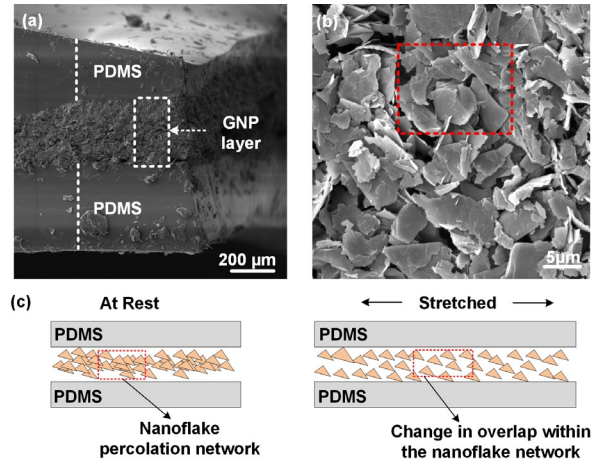 (a)
PDMS
GNP
layer
PDMS
200 µm
(b)
5µm
(c)
At Rest
Stretched
PDMS
PDMS
PDMS
PDMS
Nanoflake
percolation network
Change in overlap within
the nanoflake network